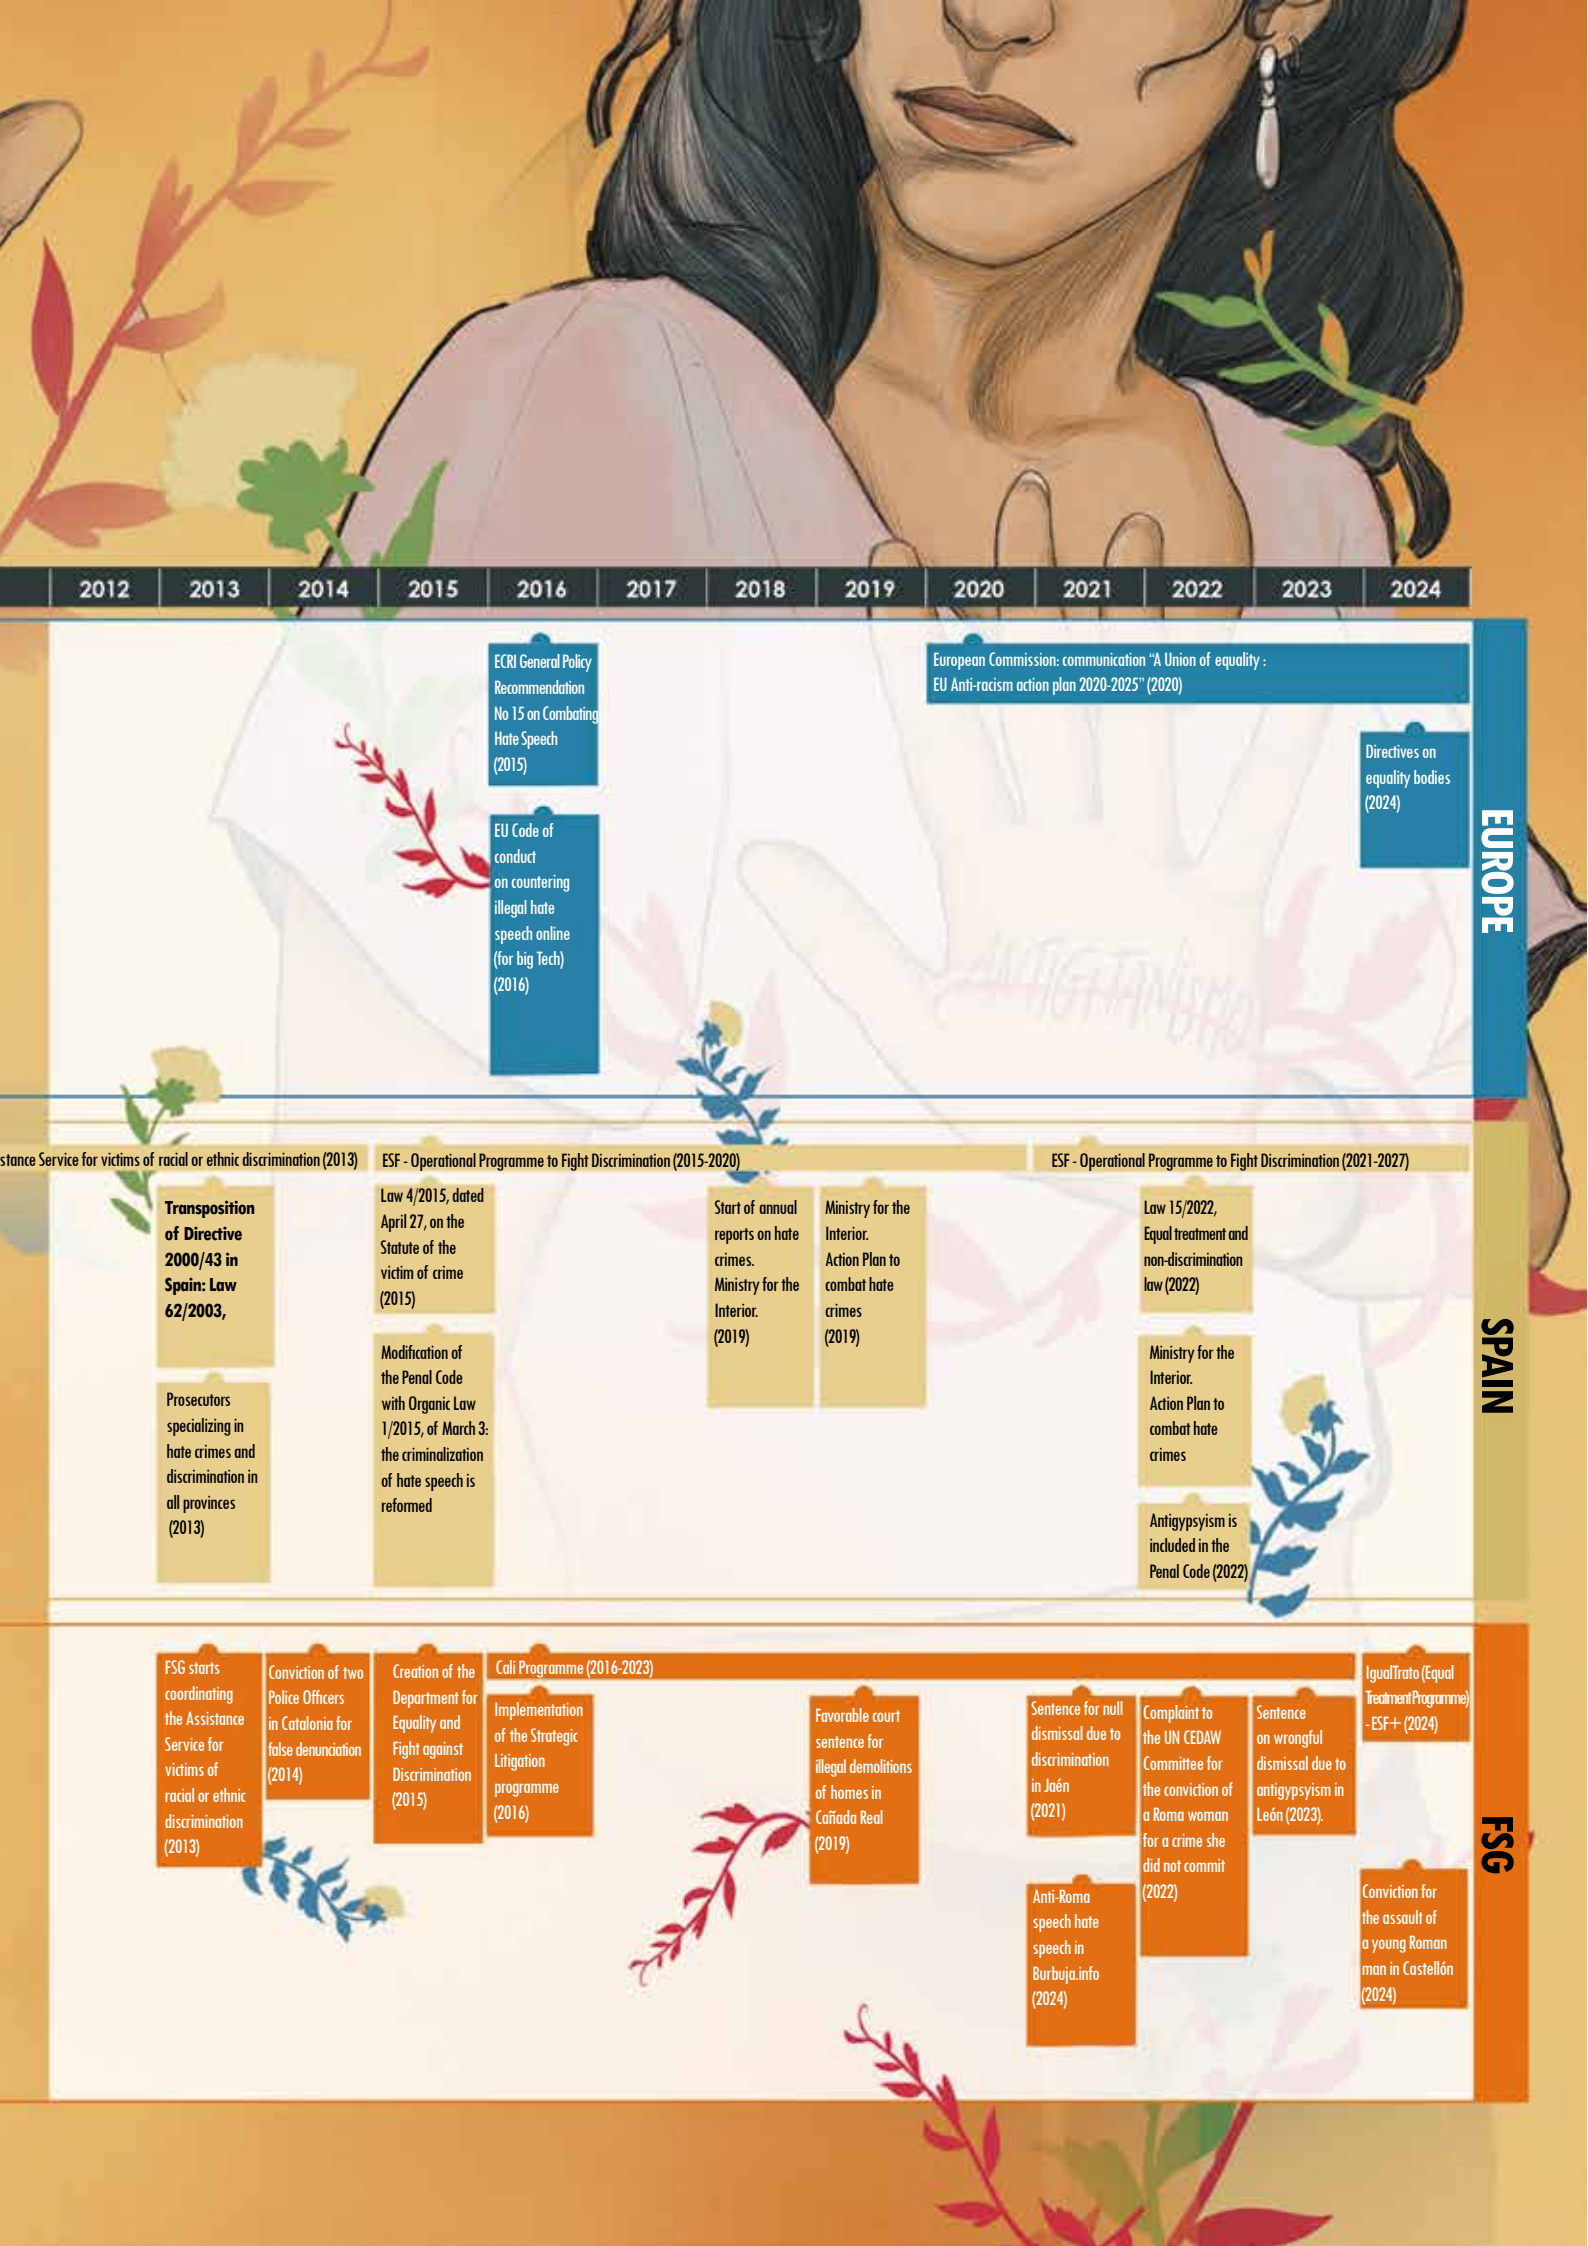 2012 2013 2014 2015 2016 2017 2018 2019 2020 2021 2022 2023 2024
EUROPE
ECRI General Policy
Recommendation
No 15 on Combating
Hate Speech
(2015)
EU Code of
conduct
on countering
illegal hate
speech online
(for big Tech)
(2016)
European Commission: communication “A Union of equality :
EU Anti-racism action plan 2020-2025” (2020)
Directives on
equality bodies
(2024)
SPAIN
stance Service for victims of racial or ethnic discrimination (2013)
ESF - Operational Programme to Fight Discrimination (2015-2020)
ESF - Operational Programme to Fight Discrimination (2021-2027)
Transposition
of Directive
2000/43 in
Spain: Law
62/2003,
Prosecutors
specializing in
hate crimes and
discrimination in
all provinces
(2013)
Law 4/2015, dated
April 27, on the
Statute of the
victim of crime
(2015)
Modification of
the Penal Code
with Organic Law
1/2015, of March 3:
the criminalization
of hate speech is
reformed
Start of annual
reports on hate
crimes.
Ministry for the
Interior.
(2019)
Ministry for the
Interior.
Action Plan to
combat hate
crimes
(2019)
Law 15/2022,
Equal treatment and
non-discrimination
law (2022)
Ministry for the
Interior.
Action Plan to
combat hate
crimes
Antigypsyism is
included in the
Penal Code (2022)
FSG
FSG starts
coordinating
the Assistance
Service for
victims of
racial or ethnic
discrimination
(2013)
Conviction of two
Police Officers
in Catalonia for
false denunciation
(2014)
Creation of the
Department for
Equality and
Fight against
Discrimination
(2015)
Cali Programme (2016-2023)
Implementation
of the Strategic
Litigation
programme
(2016)
Favorable court
sentence for
illegal demolitions
of homes in
Cañada Real
(2019)
Sentence for null
dismissal due to
discrimination
in Jaén
(2021)
Anti-Roma
speech hate
speech in
Burbuja.info
(2024)
Complaint to
the UN CEDAW
Committee for
the conviction of
a Roma woman
for a crime she
did not commit
(2022)
Sentence
on wrongful
dismissal due to
antigypsyism in
León (2023).
IgualTrato (Equal
Treatment Programme)
- ESF+ (2024)
Conviction for
the assault of
a young Roman
man in Castellón
(2024)